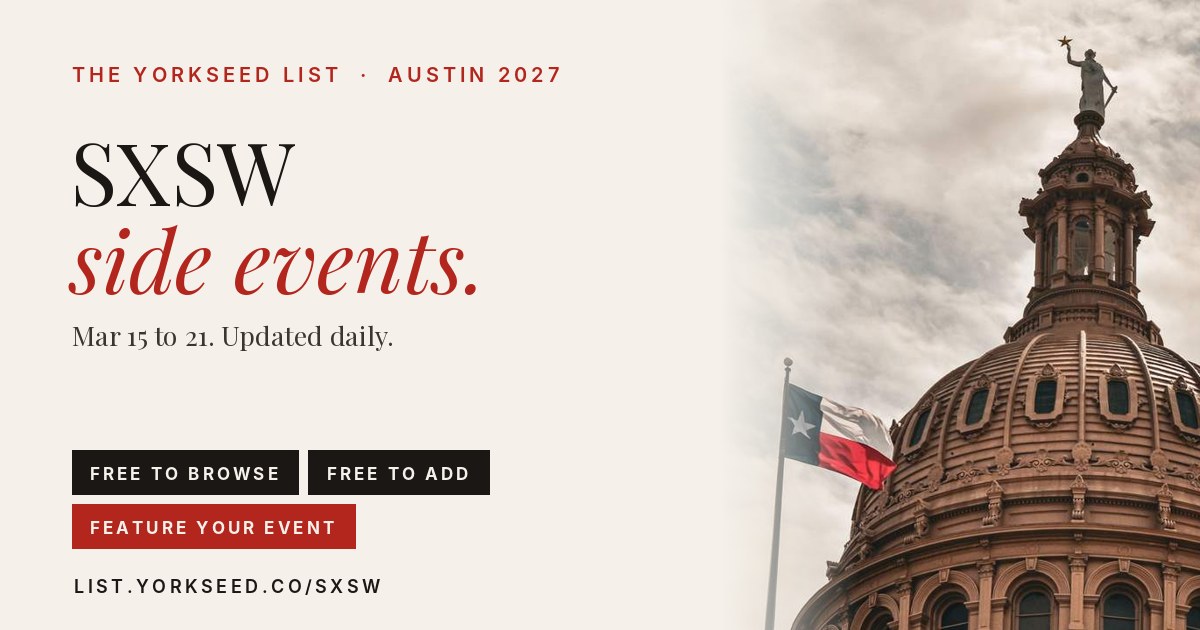 THE YORKSEED LIST · AUSTIN 2027
SXSW
side events.
Mar 15 to 21. Updated daily.
FREE TO BROWSE
FREE TO ADD
FEATURE YOUR EVENT
LIST.YORKSEED.CO/SXSW